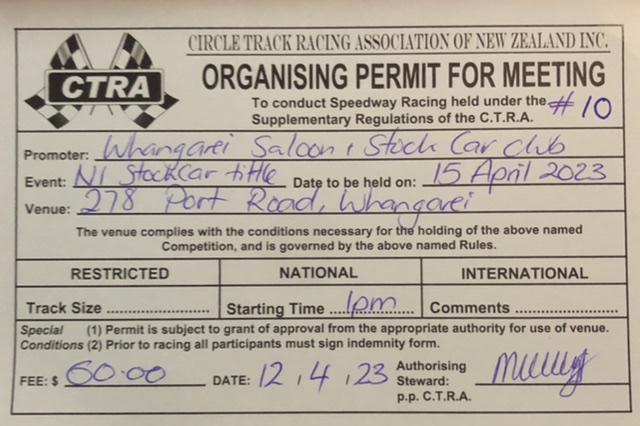 CIRCLE TRACK RACING ASSOCIATION OF NEW ZEALAND INC.
CTRA
ORGANISING PERMIT FOR MEETING
To conduct Speedway Racing held under the #10
Supplementary Regulations of the C.T.R.A.
Promoter: Whangarei Saloon & Stock Car club
Event: NI StockCar tittle Date to be held on: 15 April 2023
Venue: 278 Port Road, Whangarei
The venue complies with the conditions necessary for the holding of the above named
Competition, and is governed by the above named Rules.
RESTRICTED NATIONAL INTERNATIONAL
Track Size .................... Starting Time ..1pm.... Comments ....................
Special (1) Permit is subject to grant of approval from the appropriate authority for use of venue.
Conditions (2) Prior to racing all participants must sign indemnity form.
FEE: $ 60.00 DATE: 12 / 4 / 23 Authorising
Steward:
p.p. C.T.R.A.